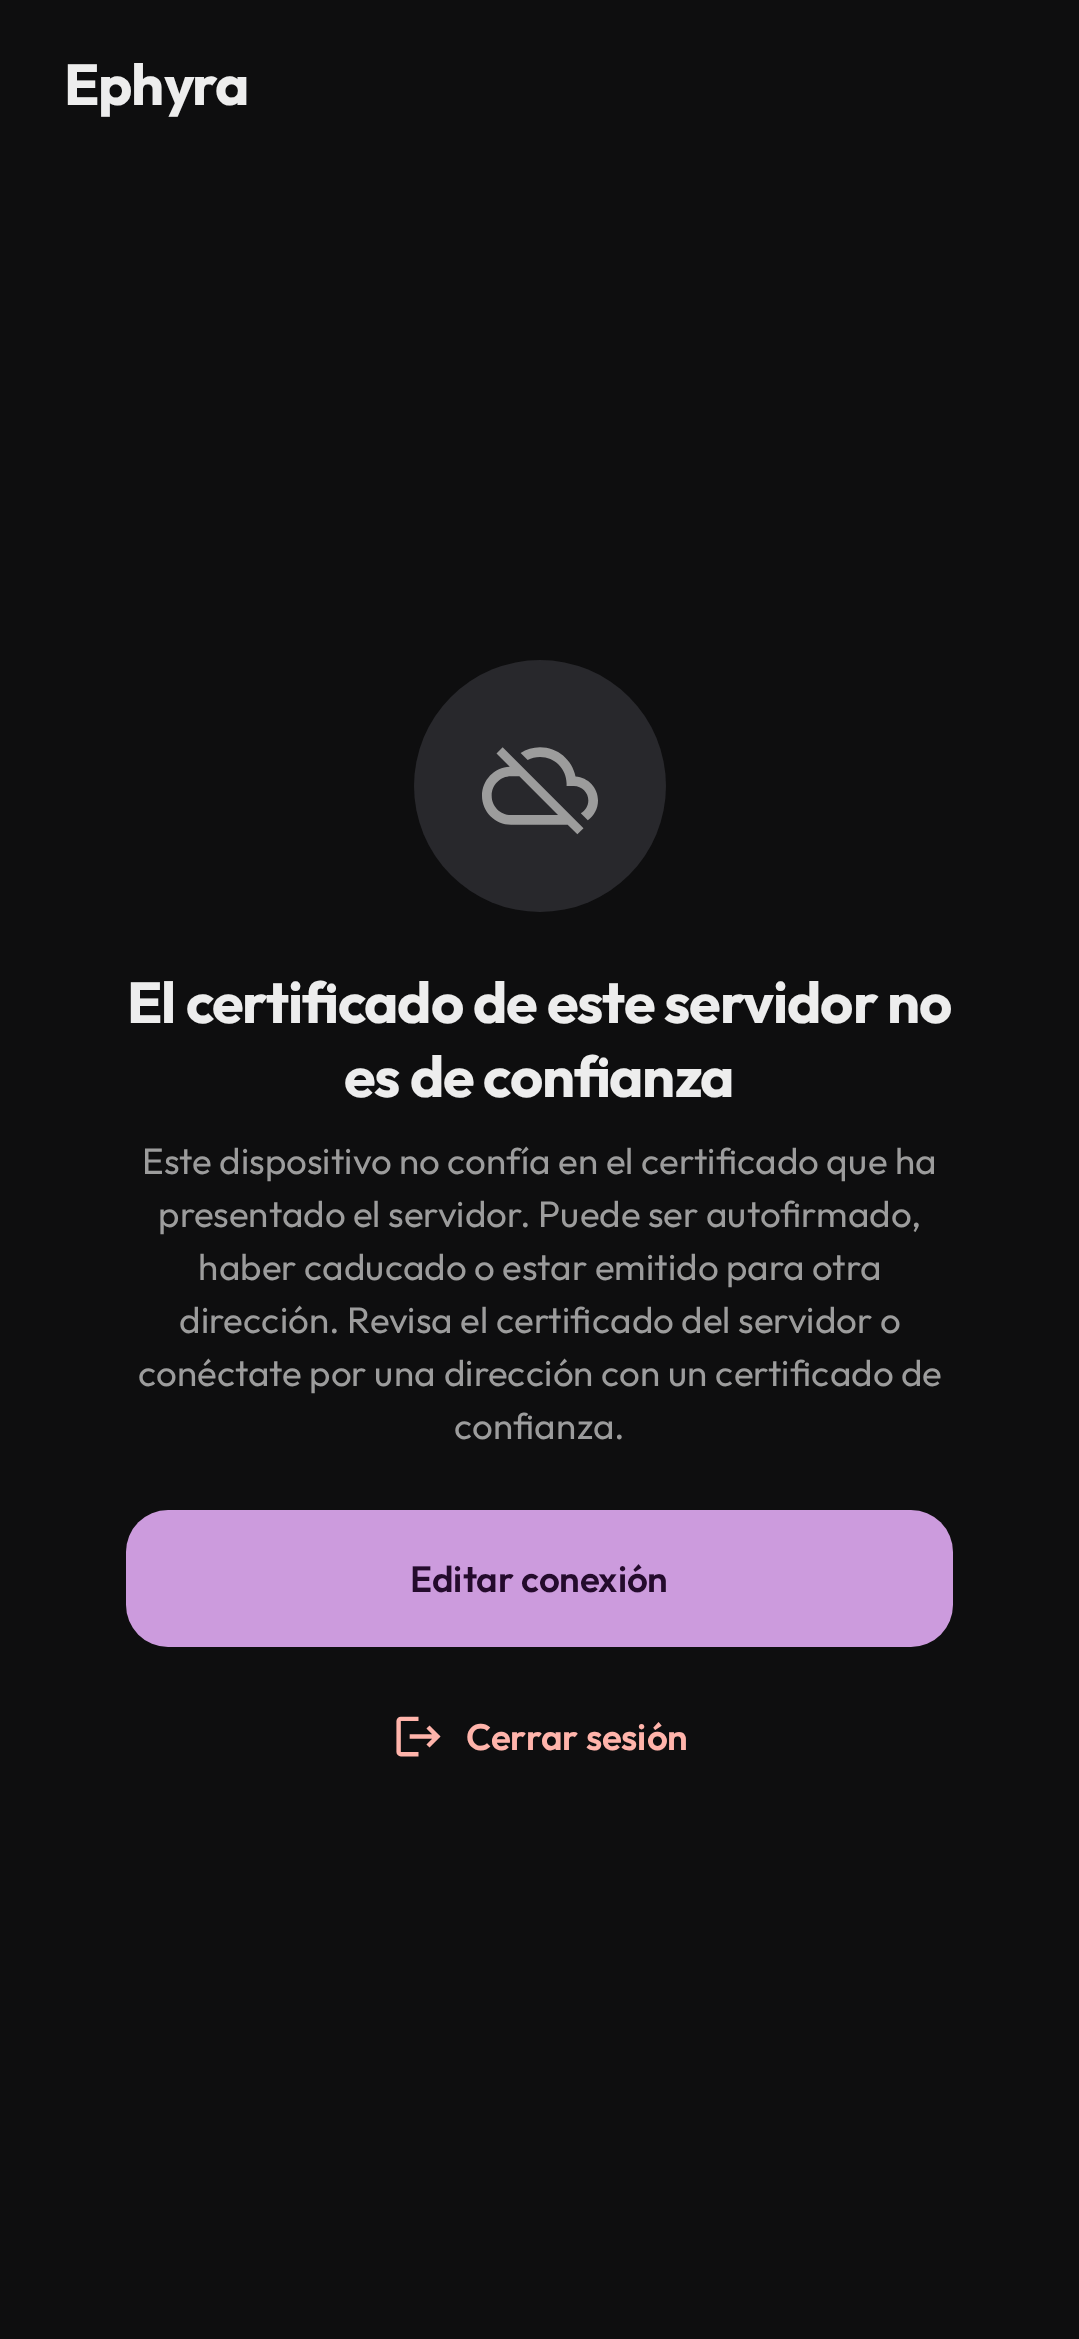 Ephyra
El certificado de este servidor no
es de confianza
Este dispositivo no confía en el certificado que ha
presentado el servidor. Puede ser autofirmado,
haber caducado o estar emitido para otra
dirección. Revisa el certificado del servidor o
conéctate por una dirección con un certificado de
confianza.
Editar conexión
Cerrar sesión